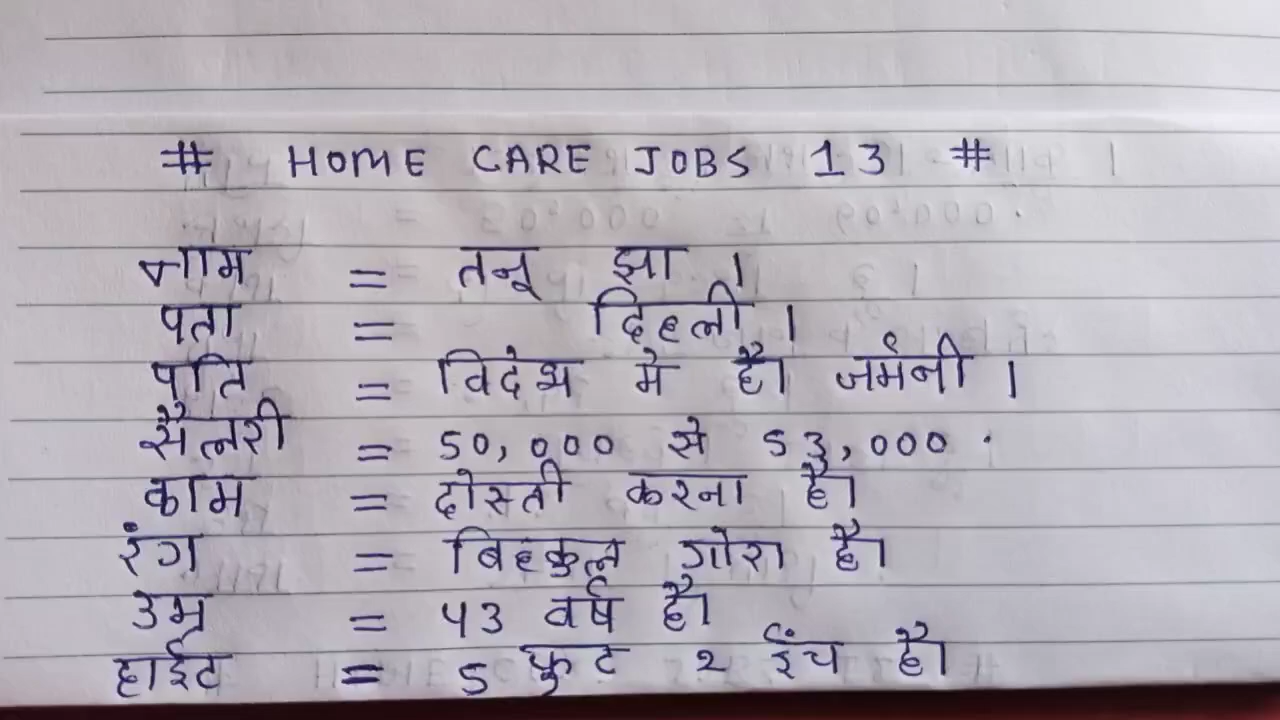 # HOME CARE JOBS 13 #
नाम = तनू झा ।
पता = दिल्ली ।
पति = विदेश मे है। जर्मनी ।
सैलरी = 50,000 से 53,000 .
काम = दोस्ती करना है।
रंग = बिल्कुल गोरा है।
उम्र = 43 वर्ष है।
हाईट = 5 फुट 2 इंच है।